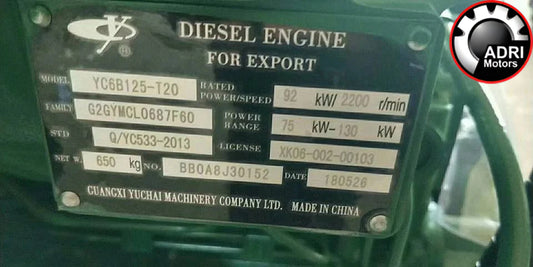 DIESEL ENGINE
FOR EXPORT
MODEL YC6B125-T20 RATED POWER/SPEED 92 kW/ 2200 r/min
FAMILY G2GYMCL0687F60 POWER RANGE 75 kW-130 kW
STD Q/YC533-2013 LICENSE XK06-002-00103
NET W. 650 kg NO. BB0A8J30152 DATE 180526
GUANGXI YUCHAI MACHINERY COMPANY LTD. MADE IN CHINA
ADRI
Motors
®